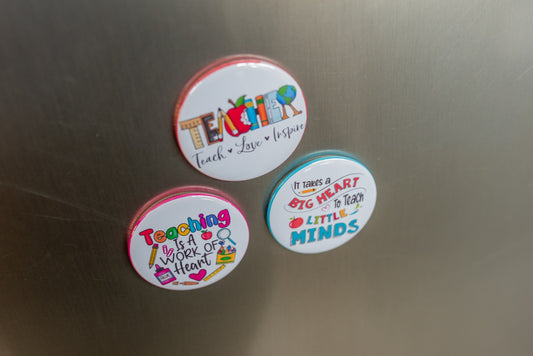 TEACHER
Teach ♥ Love ♥ Inspire
IT TAKES A
BIG HEART
To Teach
LITTLE
MINDS
Teaching
IS A
WORK OF
Heart